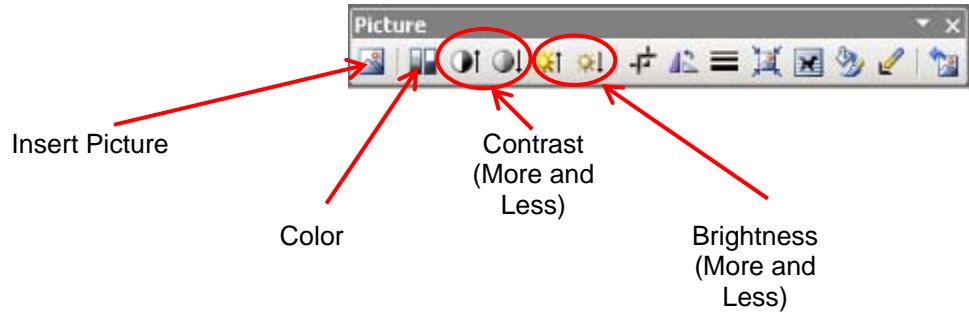 Picture
Insert Picture
Contrast
(More and
Less)
Color
Brightness
(More and
Less)